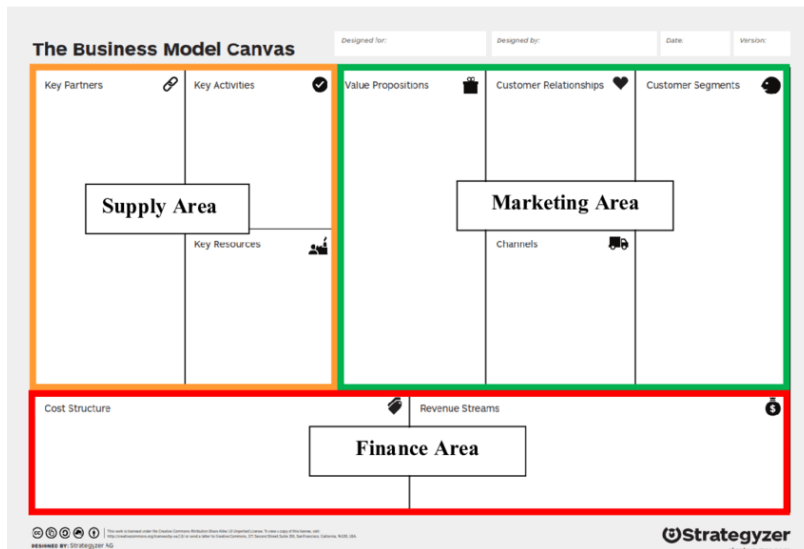 The Business Model Canvas
Designed for:
Designed by:
Date:
Version:
Key Partners
Key Activities
Value Propositions
Customer Relationships
Customer Segments
Supply Area
Marketing Area
Key Resources
Channels
Cost Structure
Revenue Streams
Finance Area
DESIGNED BY: Strategyzer AG
Strategyzer